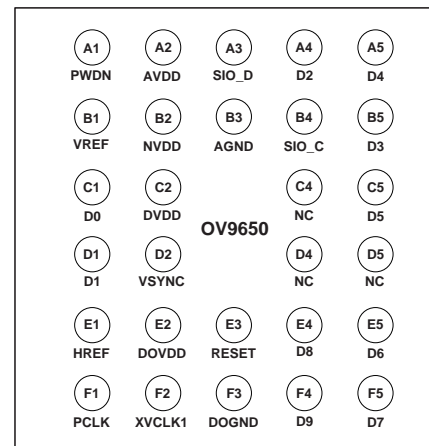 A1 A2 A3 A4 A5
PWDN AVDD SIO_D D2 D4
B1 B2 B3 B4 B5
VREF NVDD AGND SIO_C D3
C1 C2 C4 C5
D0 DVDD NC D5
OV9650
D1 D2 D4 D5
D1 VSYNC NC NC
E1 E2 E3 E4 E5
HREF DOVDD RESET D8 D6
F1 F2 F3 F4 F5
PCLK XVCLK1 DOGND D9 D7